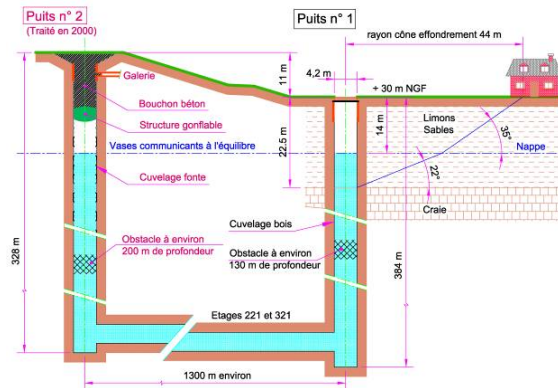 Puits n° 2
(Traité en 2000)
Puits n° 1
rayon cône effondrement 44 m
4,2 m
11 m
+ 30 m NGF
Galerie
Bouchon béton
Structure gonflable
Limons
Sables
14 m
35°
22.5 m
Vases communicants à l'équilibre
Nappe
22°
Cuvelage fonte
Craie
Cuvelage bois
Obstacle à environ
200 m de profondeur
Obstacle à environ
130 m de profondeur
328 m
384 m
Etages 221 et 321
1300 m environ